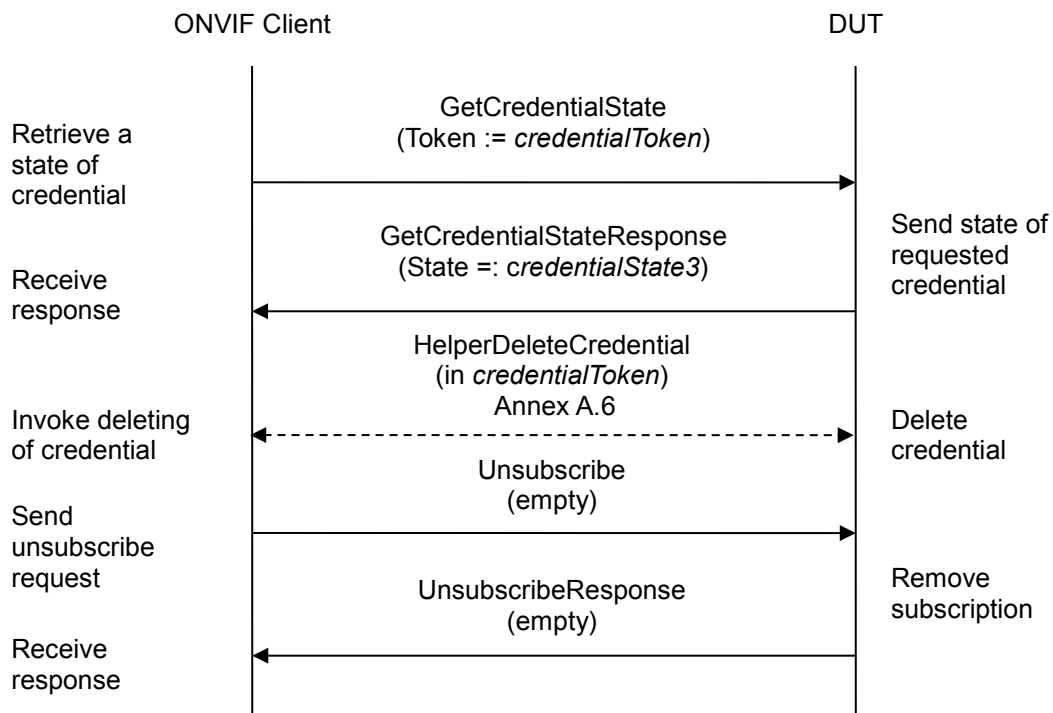 ONVIF Client
DUT
GetCredentialState
(Token := credentialToken)
Retrieve a
state of
credential
GetCredentialStateResponse
(State =: credentialState3)
Send state of
requested
credential
Receive
response
HelperDeleteCredential
(in credentialToken)
Annex A.6
Invoke deleting
of credential
Delete
credential
Unsubscribe
(empty)
Send
unsubscribe
request
UnsubscribeResponse
(empty)
Remove
subscription
Receive
response